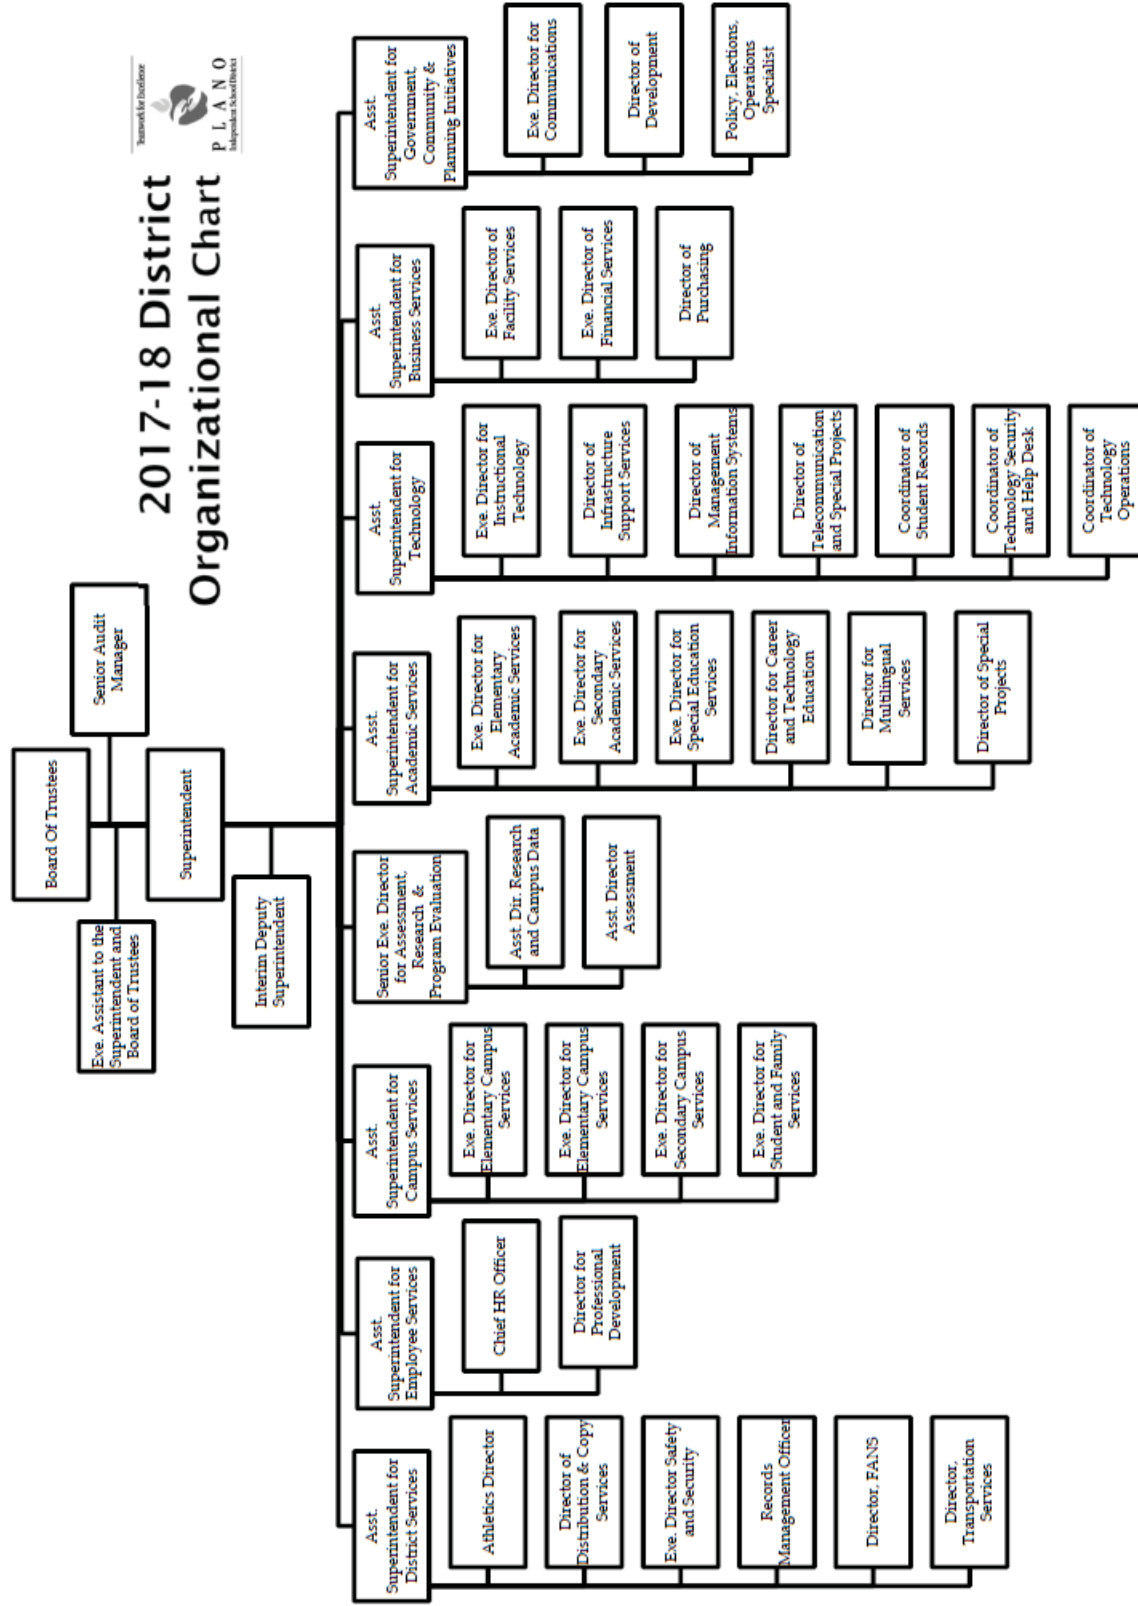 Board Of Trustees
Senior Audit
Manager
Exe. Assistant to the
Superintendent and
Board of Trustees
Superintendent
Interim Deputy
Superintendent
2017-18 District
Organizational Chart
Teamwork for Excellence
PLANO
Independent School District
Asst.
Superintendent for
District Services
Athletics Director
Director of
Distribution & Copy
Services
Exe. Director Safety
and Security
Records
Management Officer
Director, FANS
Director,
Transportation
Services
Asst.
Superintendent for
Employee Services
Chief HR Officer
Director for
Professional
Development
Asst.
Superintendent for
Campus Services
Exe. Director for
Elementary Campus
Services
Exe. Director for
Elementary Campus
Services
Exe. Director for
Secondary Campus
Services
Exe. Director for
Student and Family
Services
Senior Exe. Director
for Assessment,
Research &
Program Evaluation
Asst. Dir. Research
and Campus Data
Asst. Director
Assessment
Asst.
Superintendent for
Academic Services
Exe. Director for
Elementary
Academic Services
Exe. Director for
Secondary
Academic Services
Exe. Director for
Special Education
Services
Director for Career
and Technology
Education
Director for
Multilingual
Services
Director of Special
Projects
Asst.
Superintendent for
Technology
Exe. Director for
Instructional
Technology
Director of
Infrastructure
Support Services
Director of
Management
Information Systems
Director of
Telecommunication
and Special Projects
Coordinator of
Student Records
Coordinator of
Technology Security
and Help Desk
Coordinator of
Technology
Operations
Asst.
Superintendent for
Business Services
Exe. Director of
Facility Services
Exe. Director of
Financial Services
Director of
Purchasing
Asst.
Superintendent for
Government,
Community &
Planning Initiatives
Exe. Director for
Communications
Director of
Development
Policy, Elections,
Operations
Specialist